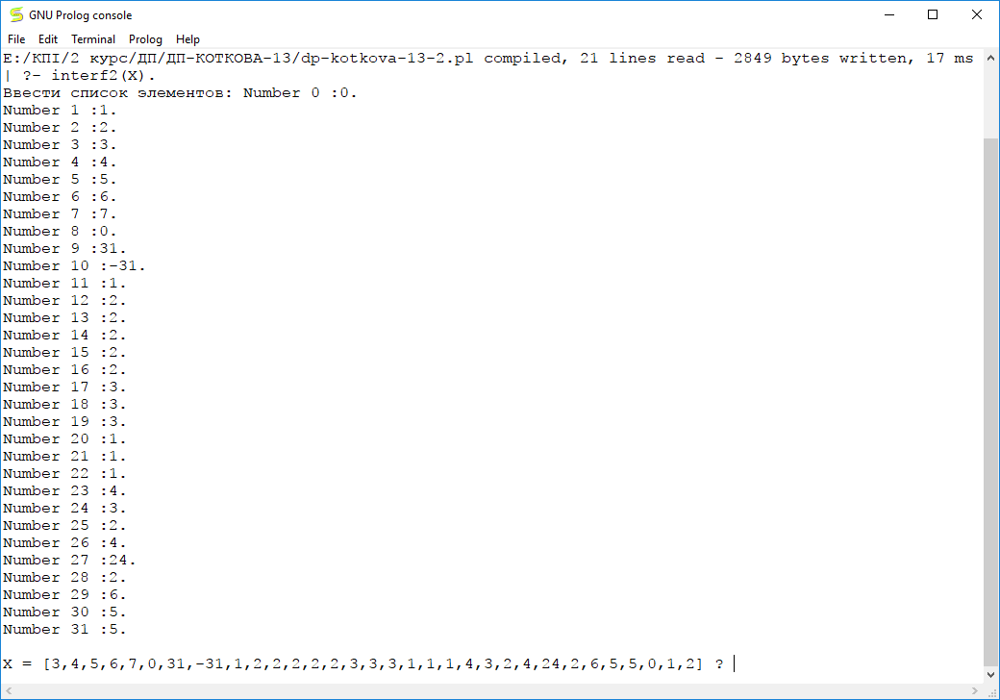 GNU Prolog console
File Edit Terminal Prolog Help
E:/КПІ/2 курс/ДП/ДП-КОТКОВА-13/dp-kotkova-13-2.pl compiled, 21 lines read - 2849 bytes written, 17 ms
| ?- interf2(X).
Ввести список элементов: Number 0 :0.
Number 1 :1.
Number 2 :2.
Number 3 :3.
Number 4 :4.
Number 5 :5.
Number 6 :6.
Number 7 :7.
Number 8 :0.
Number 9 :31.
Number 10 :-31.
Number 11 :1.
Number 12 :2.
Number 13 :2.
Number 14 :2.
Number 15 :2.
Number 16 :2.
Number 17 :3.
Number 18 :3.
Number 19 :3.
Number 20 :1.
Number 21 :1.
Number 22 :1.
Number 23 :4.
Number 24 :3.
Number 25 :2.
Number 26 :4.
Number 27 :24.
Number 28 :2.
Number 29 :6.
Number 30 :5.
Number 31 :5.
X = [3,4,5,6,7,0,31,-31,1,2,2,2,2,2,3,3,3,1,1,1,4,3,2,4,24,2,6,5,5,0,1,2] ?